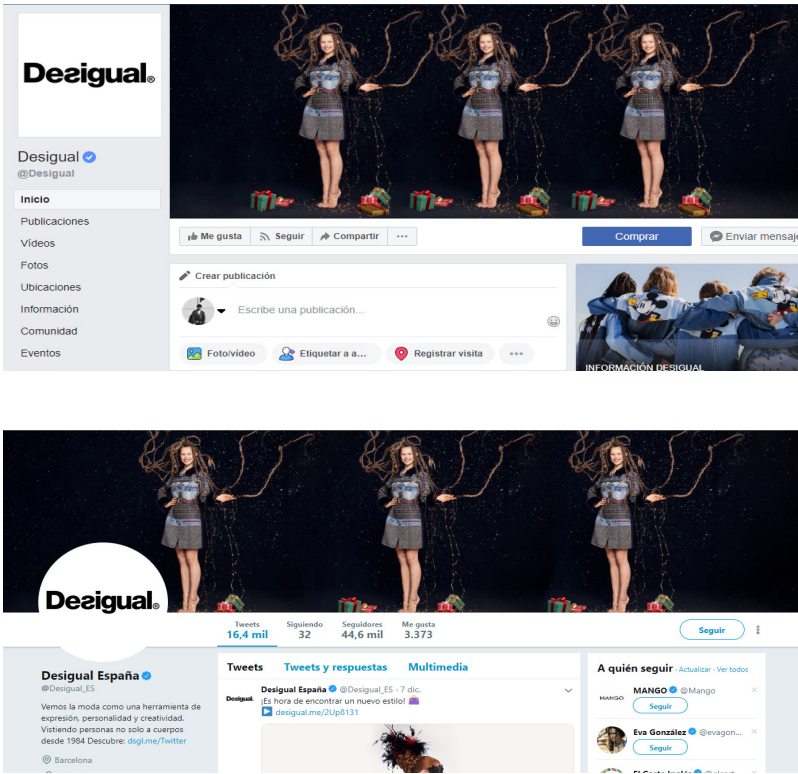 Desigual®
Desigual
@Desigual
Inicio
Publicaciones
Vídeos
Fotos
Ubicaciones
Información
Comunidad
Eventos
Me gusta
Seguir
Compartir
Comprar
Enviar mensaje
Crear publicación
Escribe una publicación...
Foto/vídeo
Etiquetar a a...
Registrar visita
INFORMACIÓN DESIGUAL
Desigual®
Tweets Siguiendo Seguidores Me gusta
16,4 mil 32 44,6 mil 3.373
Seguir
Desigual España
@Desigual_ES
Vemos la moda como una herramienta de
expresión, personalidad y creatividad.
Vistiendo personas no solo a cuerpos
desde 1984 Descubre: dsgl.me/Twitter
Barcelona
Tweets Tweets y respuestas Multimedia
Desigual.
Desigual España @Desigual_ES · 7 dic.
¡Es hora de encontrar un nuevo estilo!
desigual.me/2Up8131
A quién seguir · Actualizar · Ver todos
MANGO
MANGO @Mango
Seguir
Eva González @evagon...
Seguir